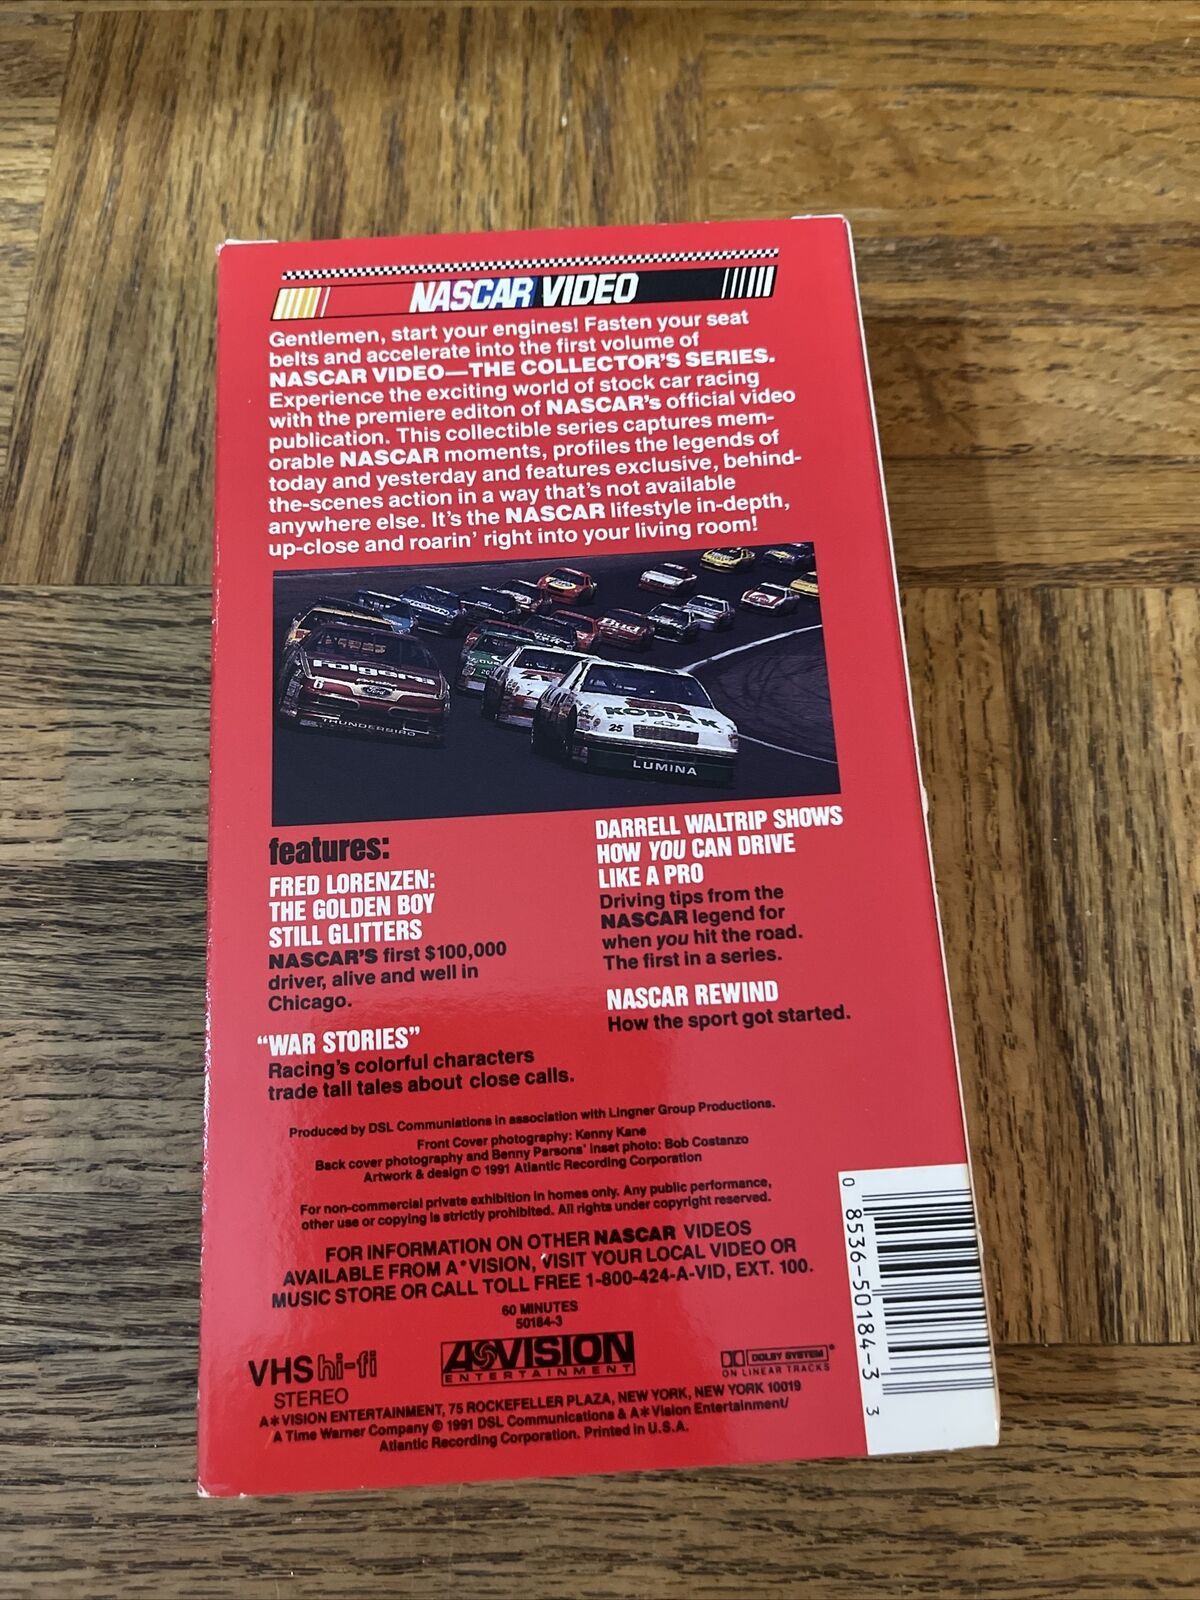 NASCAR VIDEO
Gentlemen, start your engines! Fasten your seat
belts and accelerate into the first volume of
NASCAR VIDEO—THE COLLECTOR'S SERIES.
Experience the exciting world of stock car racing
with the premiere editon of NASCAR's official video
publication. This collectible series captures mem-
orable NASCAR moments, profiles the legends of
today and yesterday and features exclusive, behind-
the-scenes action in a way that's not available
anywhere else. It's the NASCAR lifestyle in-depth,
up-close and roarin' right into your living room!
Bud
Folgers
6
Ford
THUNDERBIRD
7
KODIAK
25
LUMINA
features:
FRED LORENZEN:
THE GOLDEN BOY
STILL GLITTERS
NASCAR'S first $100,000
driver, alive and well in
Chicago.
"WAR STORIES"
Racing's colorful characters
trade tall tales about close calls.
DARRELL WALTRIP SHOWS
HOW YOU CAN DRIVE
LIKE A PRO
Driving tips from the
NASCAR legend for
when you hit the road.
The first in a series.
NASCAR REWIND
How the sport got started.
Produced by DSL Communiations in association with Lingner Group Productions.
Front Cover photography: Kenny Kane
Back cover photography and Benny Parsons' inset photo: Bob Costanzo
Artwork & design © 1991 Atlantic Recording Corporation
For non-commercial private exhibition in homes only. Any public performance,
other use or copying is strictly prohibited. All rights under copyright reserved.
FOR INFORMATION ON OTHER NASCAR VIDEOS
AVAILABLE FROM A*VISION, VISIT YOUR LOCAL VIDEO OR
MUSIC STORE OR CALL TOLL FREE 1-800-424-A-VID, EXT. 100.
60 MINUTES
50184-3
VHS hi-fi
STEREO
A*VISION
ENTERTAINMENT
DOLBY SYSTEM
ON LINEAR TRACKS
A*VISION ENTERTAINMENT, 75 ROCKEFELLER PLAZA, NEW YORK, NEW YORK 10019
A Time Warner Company © 1991 DSL Communications & A*Vision Entertainment/
Atlantic Recording Corporation. Printed in U.S.A.
0 8536-50184-3 3